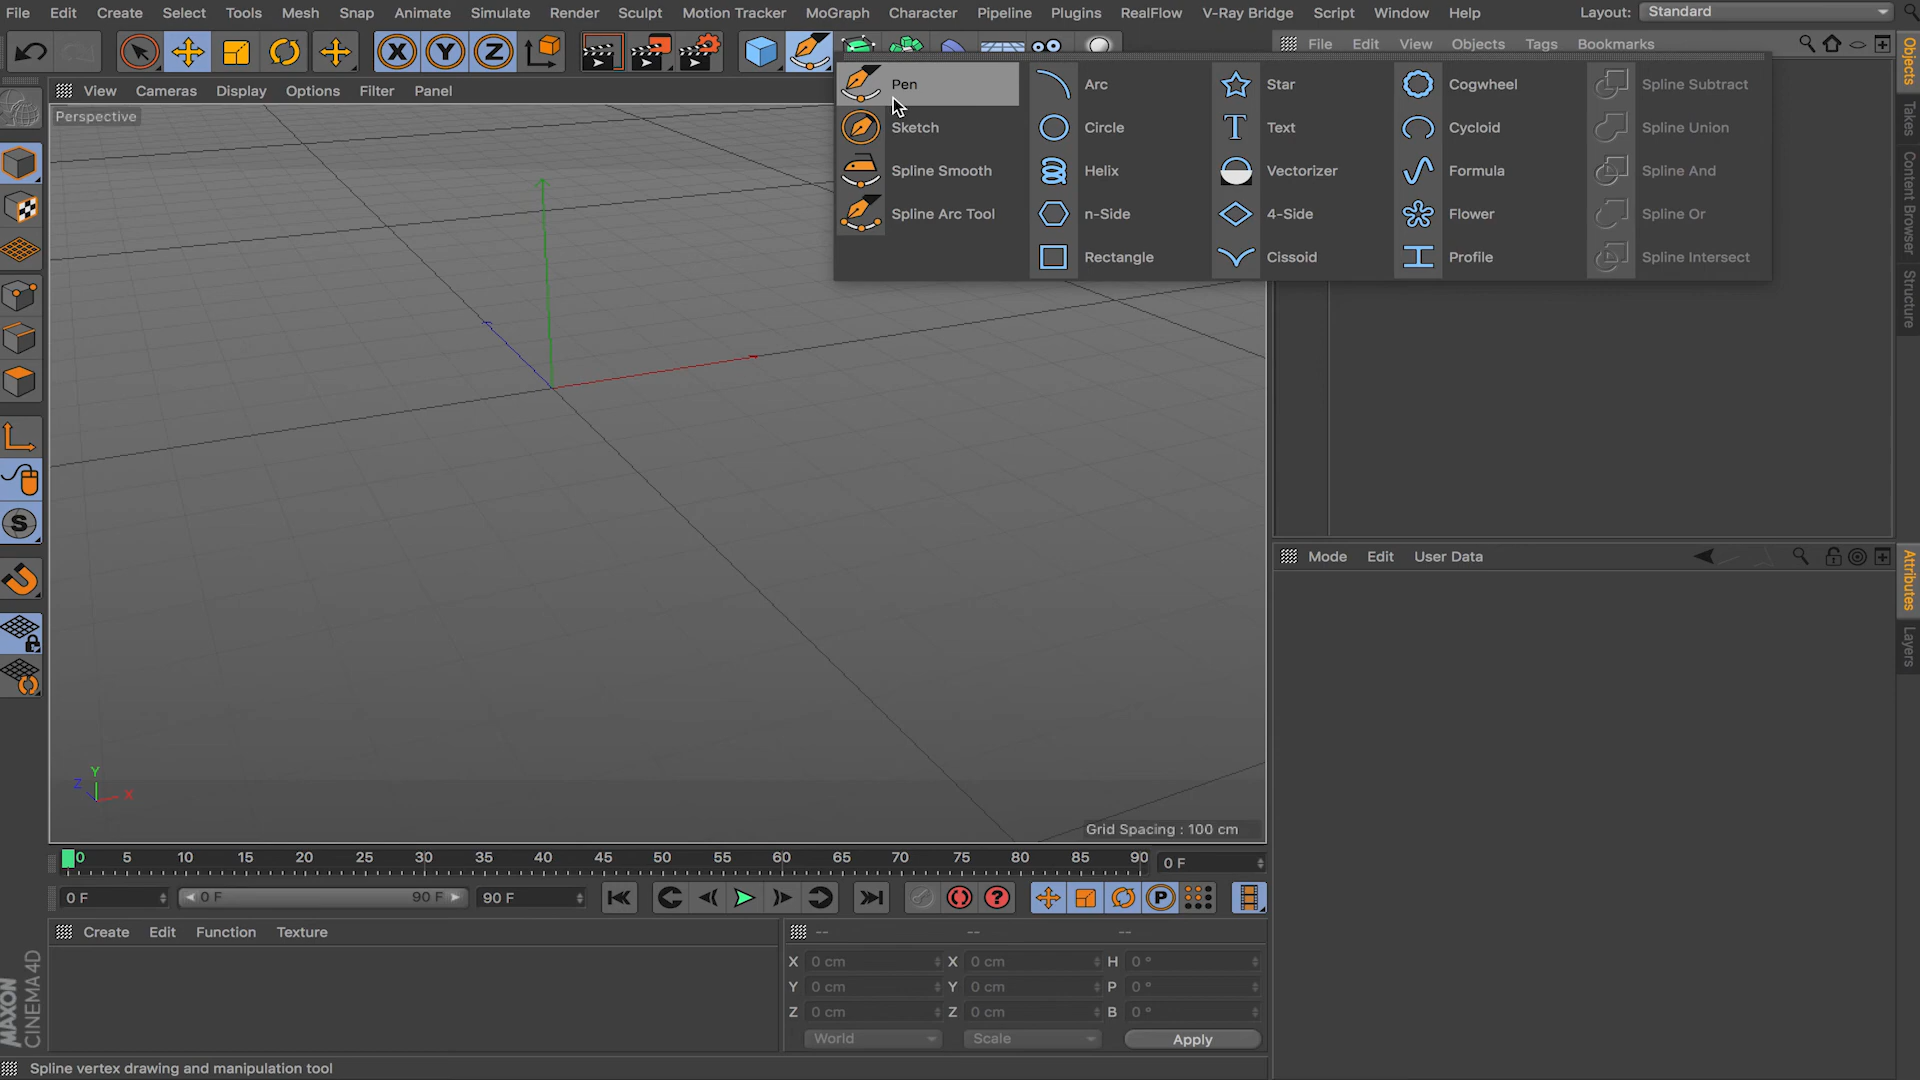 File Edit Create Select Tools Mesh Snap Animate Simulate Render Sculpt Motion Tracker MoGraph Character Pipeline Plugins RealFlow V-Ray Bridge Script Window Help Layout: Standard
X Y Z
File Edit View Objects Tags Bookmarks
View Cameras Display Options Filter Panel
Perspective
Pen Arc Star Cogwheel Spline Subtract
Sketch Circle Text Cycloid Spline Union
Spline Smooth Helix Vectorizer Formula Spline And
Spline Arc Tool n-Side 4-Side Flower Spline Or
Rectangle Cissoid Profile Spline Intersect
Objects
Takes
Content Browser
Structure
S
Mode Edit User Data
Attributes
Layers
Y
Z
X
Grid Spacing : 100 cm
0 5 10 15 20 25 30 35 40 45 50 55 60 65 70 75 80 85 90 0 F
0 F 0 F 90 F 90 F ? P
Create Edit Function Texture -- -- --
X 0 cm X 0 cm H 0 °
Y 0 cm Y 0 cm P 0 °
Z 0 cm Z 0 cm B 0 °
World Scale Apply
MAXON
CINEMA 4D
Spline vertex drawing and manipulation tool